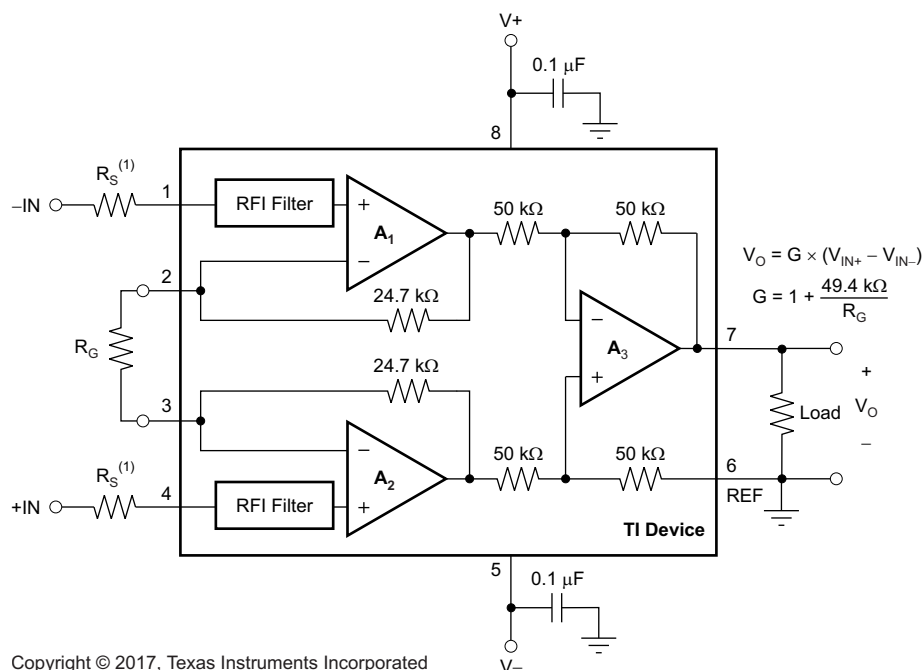 V+
0.1 μF
8
R_S^(1)
−IN
1
RFI Filter
+
A₁
−
50 kΩ
50 kΩ
2
24.7 kΩ
V_O = G × (V_IN+ − V_IN−)
G = 1 + 49.4 kΩ / R_G
R_G
−
A₃
+
7
3
24.7 kΩ
Load
+
V_O
−
R_S^(1)
+IN
4
RFI Filter
−
A₂
+
50 kΩ
50 kΩ
6
REF
TI Device
5
0.1 μF
V−
Copyright © 2017, Texas Instruments Incorporated